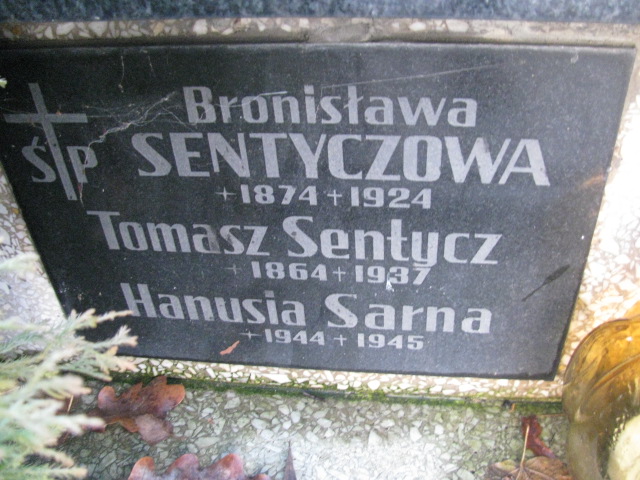 ŚP
Bronisława
SENTYCZOWA
+1874+1924
Tomasz Sentycz
+1864+1937
Hanusia Sarna
+1944+1945